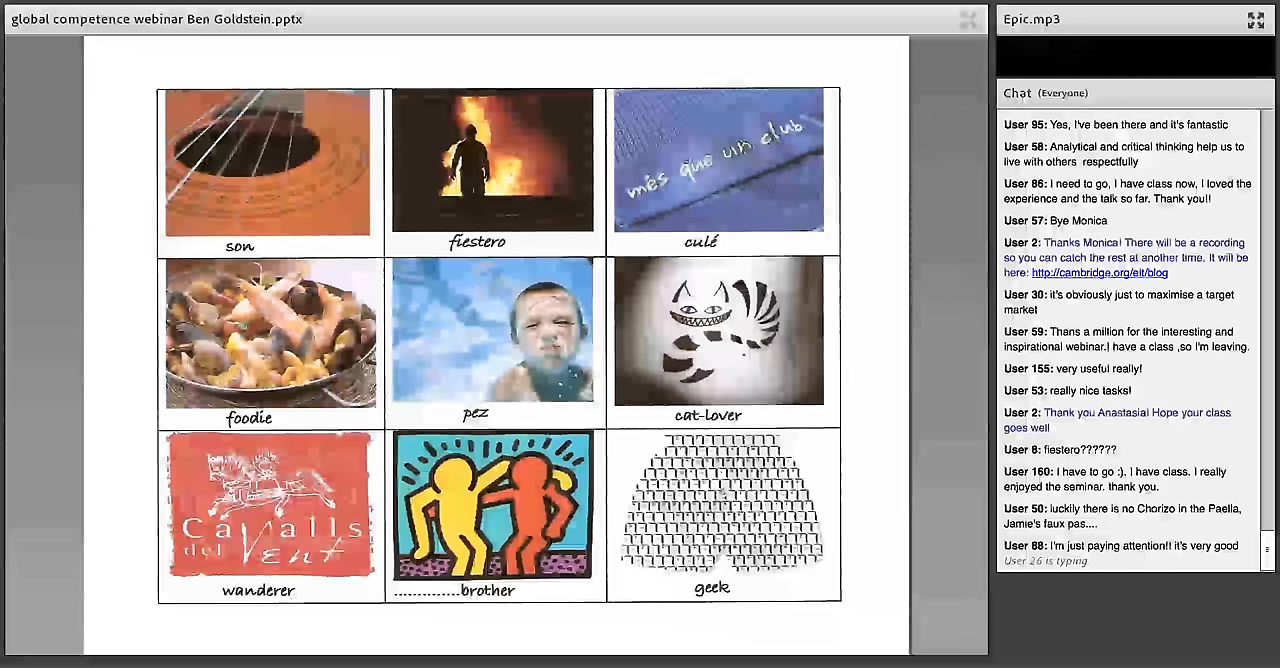 global competence webinar Ben Goldstein.pptx
més que un club
son
fiestero
culé
foodie
pez
cat-lover
Cavalls
del Vent
wanderer
..............brother
geek
Epic.mp3
Chat (Everyone)
User 95: Yes, I've been there and it's fantastic
User 58: Analytical and critical thinking help us to
live with others respectfully
User 86: I need to go, I have class now, I loved the
experience and the talk so far. Thank you!!
User 57: Bye Monica
User 2: Thanks Monica! There will be a recording
so you can catch the rest at another time. It will be
here: http://cambridge.org/eit/blog
User 30: it's obviously just to maximise a target
market
User 59: Thans a million for the interesting and
inspirational webinar.I have a class ,so I'm leaving.
User 155: very useful really!
User 53: really nice tasks!
User 2: Thank you Anastasia! Hope your class
goes well
User 8: fiestero??????
User 160: I have to go :). I have class. I really
enjoyed the seminar. thank you.
User 50: luckily there is no Chorizo in the Paella,
Jamie's faux pas....
User 88: I'm just paying attention!! it's very good
User 26 is typing